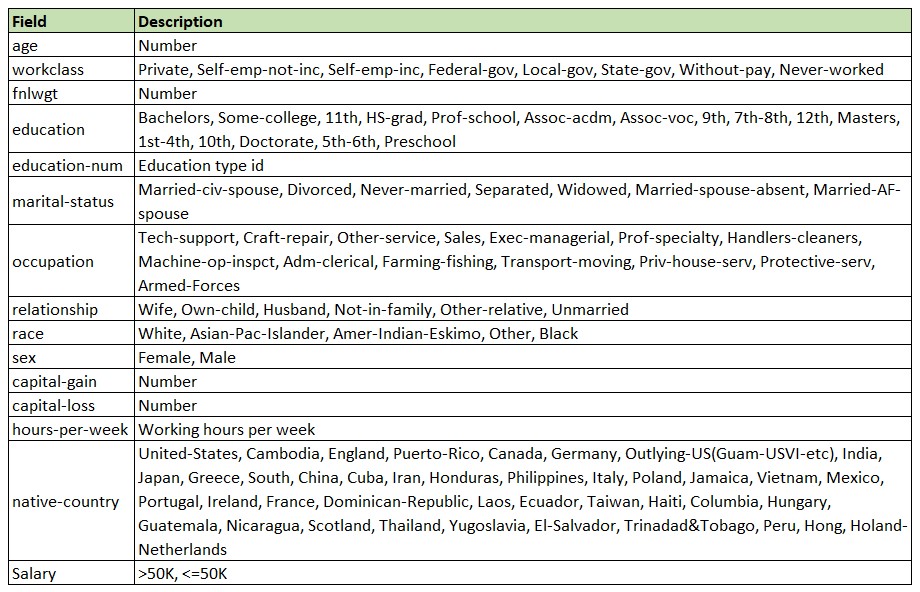 Field Description
age Number
workclass Private, Self-emp-not-inc, Self-emp-inc, Federal-gov, Local-gov, State-gov, Without-pay, Never-worked
fnlwgt Number
education Bachelors, Some-college, 11th, HS-grad, Prof-school, Assoc-acdm, Assoc-voc, 9th, 7th-8th, 12th, Masters,
1st-4th, 10th, Doctorate, 5th-6th, Preschool
education-num Education type id
marital-status Married-civ-spouse, Divorced, Never-married, Separated, Widowed, Married-spouse-absent, Married-AF-
spouse
occupation Tech-support, Craft-repair, Other-service, Sales, Exec-managerial, Prof-specialty, Handlers-cleaners,
Machine-op-inspct, Adm-clerical, Farming-fishing, Transport-moving, Priv-house-serv, Protective-serv,
Armed-Forces
relationship Wife, Own-child, Husband, Not-in-family, Other-relative, Unmarried
race White, Asian-Pac-Islander, Amer-Indian-Eskimo, Other, Black
sex Female, Male
capital-gain Number
capital-loss Number
hours-per-week Working hours per week
native-country United-States, Cambodia, England, Puerto-Rico, Canada, Germany, Outlying-US(Guam-USVI-etc), India,
Japan, Greece, South, China, Cuba, Iran, Honduras, Philippines, Italy, Poland, Jamaica, Vietnam, Mexico,
Portugal, Ireland, France, Dominican-Republic, Laos, Ecuador, Taiwan, Haiti, Columbia, Hungary,
Guatemala, Nicaragua, Scotland, Thailand, Yugoslavia, El-Salvador, Trinadad&Tobago, Peru, Hong, Holand-
Netherlands
Salary >50K, <=50K